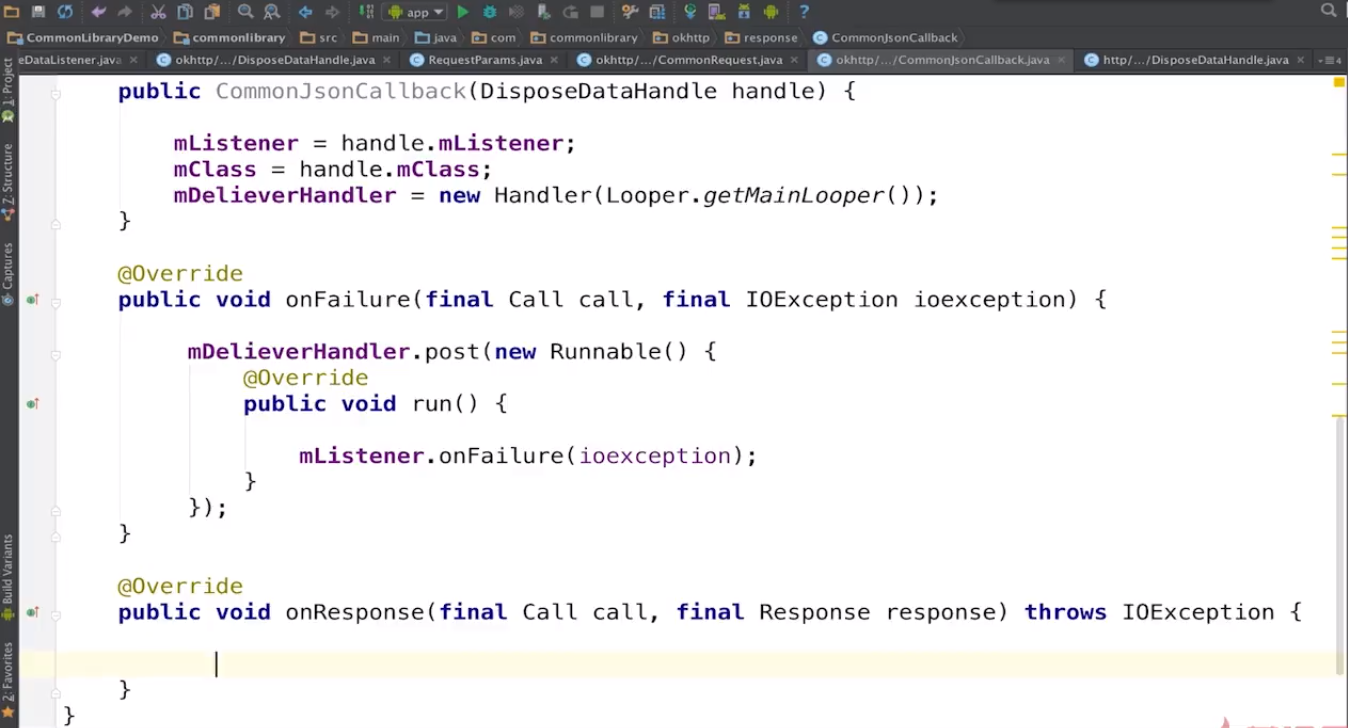 app
CommonLibraryDemo commonlibrary src main java com commonlibrary okhttp response CommonJsonCallback
eDataListener.java okhttp/.../DisposeDataHandle.java RequestParams.java okhttp/.../CommonRequest.java okhttp/.../CommonJsonCallback.java http/.../DisposeDataHandle.java
1: Project
Z: Structure
Captures
Build Variants
2: Favorites
public CommonJsonCallback(DisposeDataHandle handle) {
mListener = handle.mListener;
mClass = handle.mClass;
mDelieverHandler = new Handler(Looper.getMainLooper());
}
@Override
public void onFailure(final Call call, final IOException ioexception) {
mDelieverHandler.post(new Runnable() {
@Override
public void run() {
mListener.onFailure(ioexception);
}
});
}
@Override
public void onResponse(final Call call, final Response response) throws IOException {
}
}